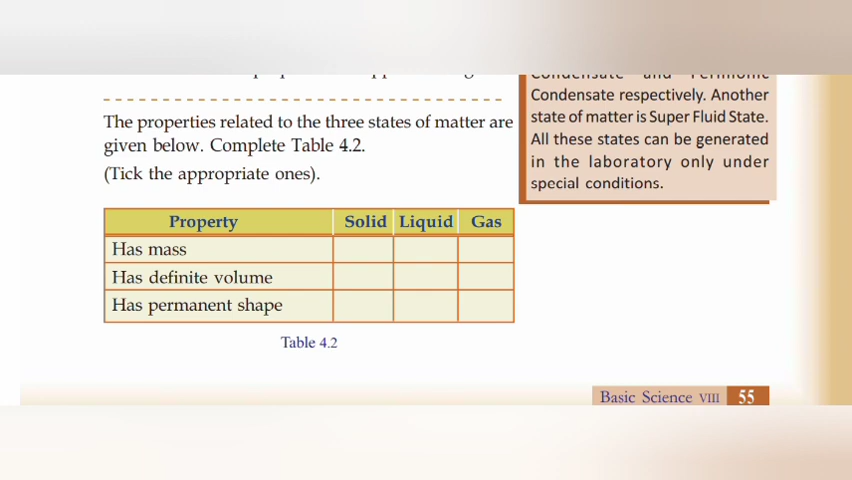 Condensate and Fermionic
Condensate respectively. Another
state of matter is Super Fluid State.
All these states can be generated
in the laboratory only under
special conditions.
The properties related to the three states of matter are
given below. Complete Table 4.2.
(Tick the appropriate ones).
Property Solid Liquid Gas
Has mass
Has definite volume
Has permanent shape
Table 4.2
Basic Science VIII 55